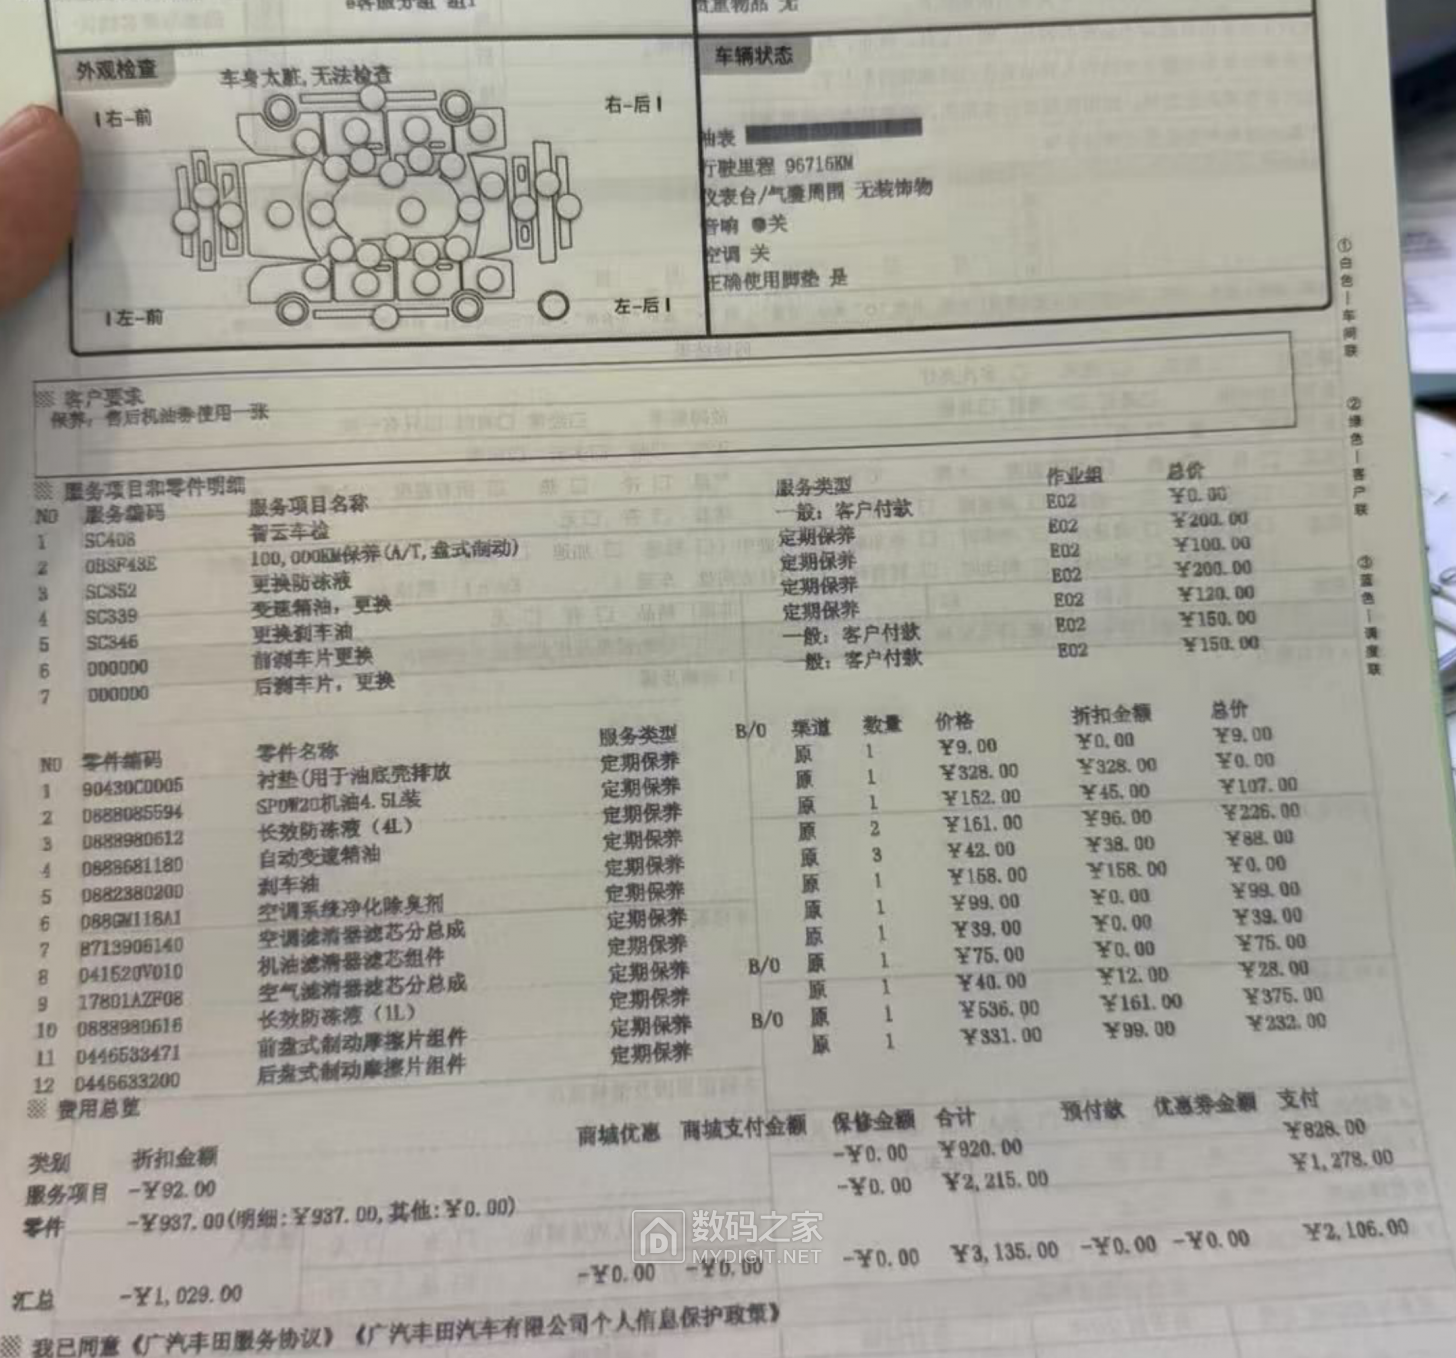 外观检查
车身太脏,无法检查
右-前
右-后
左-前
左-后
车辆状态
油表
行驶里程 96716KM
仪表台/气囊周围 无装饰物
音响 关
空调 关
正确使用脚垫 是
①白色—车间联
②绿色—客户联
③蓝色—调度联
客户要求
保养：售后机油券使用一张
服务项目和零件明细
NO 服务编码 服务项目名称 服务类型 作业组 总价
1 SC408 智云车检 一般：客户付款 E02 ¥0.00
2 0BSF48E 100,000KM保养(A/T,盘式制动) 定期保养 E02 ¥200.00
3 SC352 更换防冻液 定期保养 E02 ¥100.00
4 SC339 变速箱油，更换 定期保养 E02 ¥200.00
5 SC346 更换刹车油 定期保养 E02 ¥120.00
6 000000 前刹车片更换 一般：客户付款 E02 ¥150.00
7 000000 后刹车片，更换 一般：客户付款 E02 ¥150.00
NO 零件编码 零件名称 服务类型 B/O 渠道 数量 价格 折扣金额 总价
1 90430C0005 衬垫(用于油底壳排放 定期保养 原 1 ¥9.00 ¥0.00 ¥9.00
2 0888085594 SP0W20机油4.5L装 定期保养 原 1 ¥328.00 ¥328.00 ¥0.00
3 0888980612 长效防冻液（4L） 定期保养 原 1 ¥152.00 ¥45.00 ¥107.00
4 0888681180 自动变速箱油 定期保养 原 2 ¥161.00 ¥96.00 ¥226.00
5 0882380200 刹车油 定期保养 原 3 ¥42.00 ¥38.00 ¥88.00
6 088GM116A1 空调系统净化除臭剂 定期保养 原 1 ¥158.00 ¥158.00 ¥0.00
7 8713906140 空调滤清器滤芯分总成 定期保养 原 1 ¥99.00 ¥0.00 ¥99.00
8 041520V010 机油滤清器滤芯组件 定期保养 原 1 ¥39.00 ¥0.00 ¥39.00
9 17801AZF08 空气滤清器滤芯分总成 定期保养 B/O 原 1 ¥75.00 ¥0.00 ¥75.00
10 0888980616 长效防冻液（1L） 定期保养 原 1 ¥40.00 ¥12.00 ¥28.00
11 0446533471 前盘式制动摩擦片组件 定期保养 B/O 原 1 ¥536.00 ¥161.00 ¥375.00
12 0446633200 后盘式制动摩擦片组件 定期保养 原 1 ¥331.00 ¥99.00 ¥232.00
费用总览
类别 折扣金额 商城优惠 商城支付金额 保修金额 合计 预付款 优惠券金额 支付
服务项目 -¥92.00 -¥0.00 ¥920.00 ¥828.00
零件 -¥937.00(明细:¥937.00,其他:¥0.00) -¥0.00 ¥2,215.00 ¥1,278.00
汇总 -¥1,029.00 -¥0.00 -¥0.00 -¥0.00 ¥3,135.00 -¥0.00 -¥0.00 ¥2,106.00
数码之家
MYDIGIT.NET
我已同意《广汽丰田服务协议》《广汽丰田汽车有限公司个人信息保护政策》